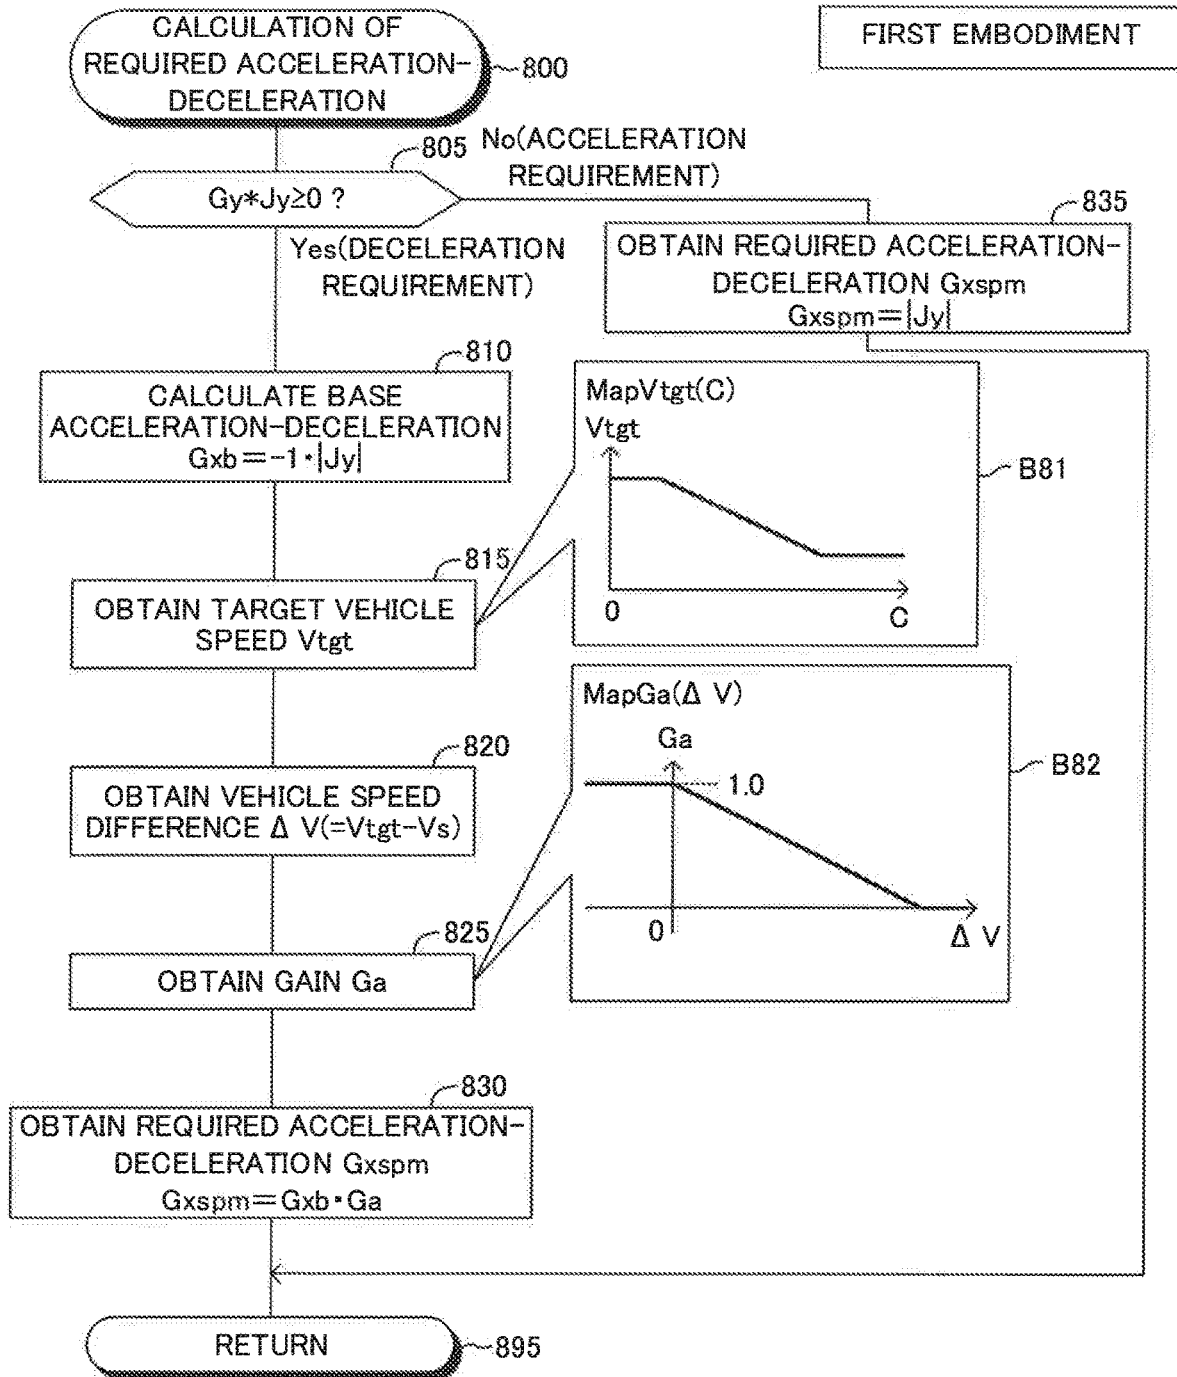 CALCULATION OF
REQUIRED ACCELERATION-
DECELERATION
800
FIRST EMBODIMENT
805
Gy*Jy≥0 ?
No(ACCELERATION
REQUIREMENT)
Yes(DECELERATION
REQUIREMENT)
835
OBTAIN REQUIRED ACCELERATION-
DECELERATION Gxspm
Gxspm=|Jy|
810
CALCULATE BASE
ACCELERATION-DECELERATION
Gxb=-1・|Jy|
MapVtgt(C)
Vtgt
0
C
B81
815
OBTAIN TARGET VEHICLE
SPEED Vtgt
820
OBTAIN VEHICLE SPEED
DIFFERENCE Δ V(=Vtgt-Vs)
MapGa(Δ V)
Ga
1.0
0
Δ V
B82
825
OBTAIN GAIN Ga
830
OBTAIN REQUIRED ACCELERATION-
DECELERATION Gxspm
Gxspm=Gxb・Ga
RETURN
895